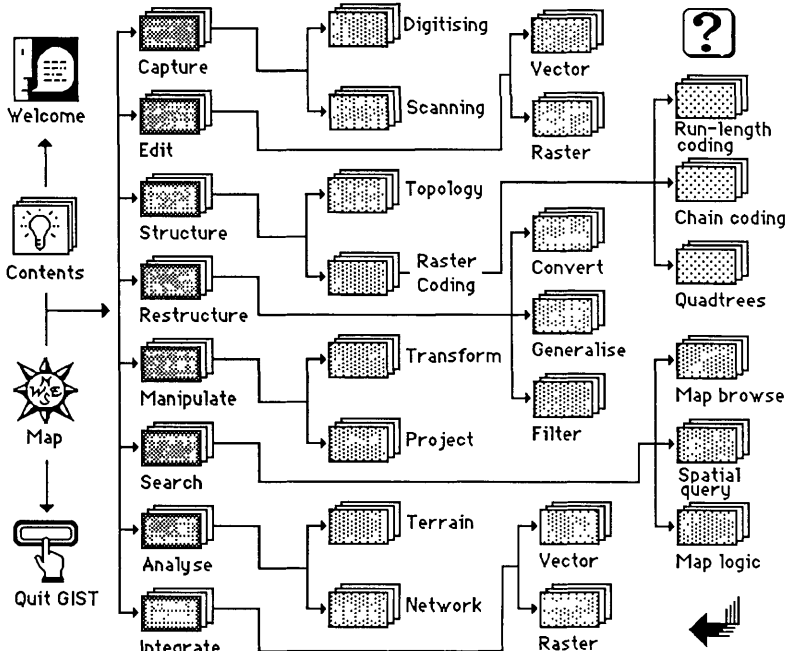 Welcome
Contents
N
W E
S
Map
Quit GIST
Capture
Edit
Structure
Restructure
Manipulate
Search
Analyse
Integrate
Digitising
Scanning
Topology
Raster
Coding
Transform
Project
Terrain
Network
Vector
Raster
Convert
Generalise
Filter
Vector
Raster
?
Run-length
coding
Chain coding
Quadtrees
Map browse
Spatial
query
Map logic